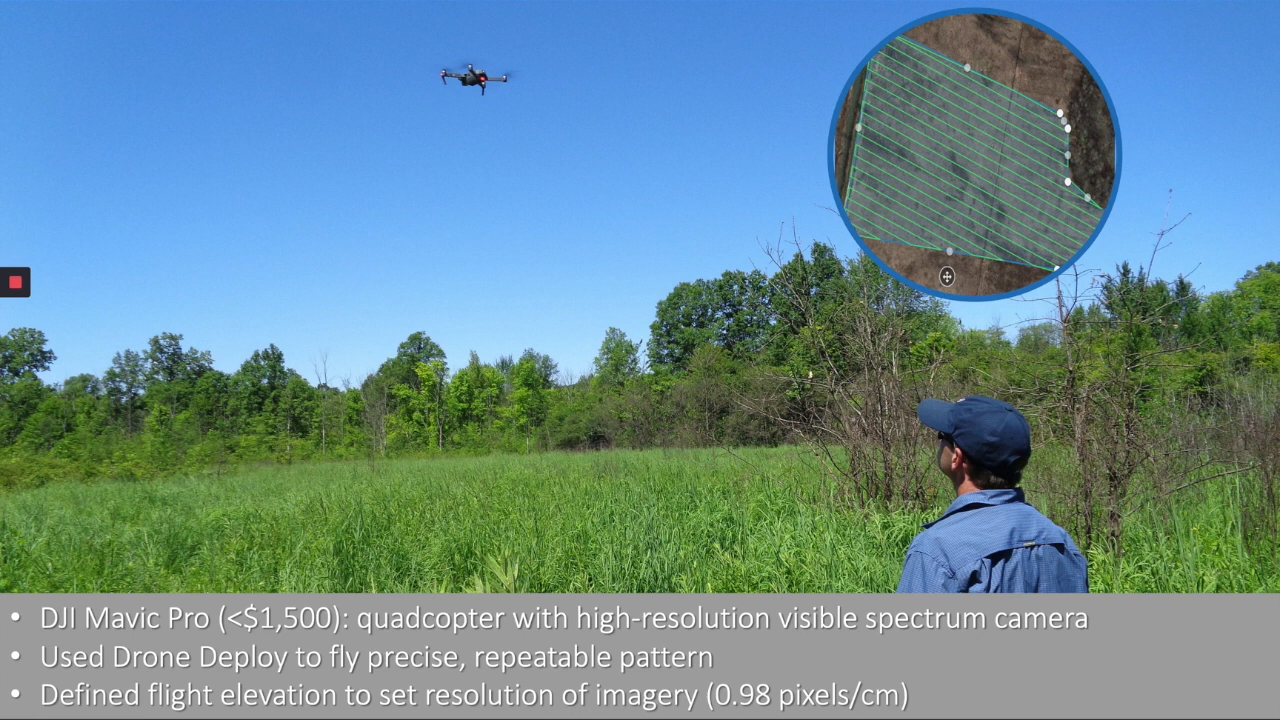 • DJI Mavic Pro (<$1,500): quadcopter with high-resolution visible spectrum camera
• Used Drone Deploy to fly precise, repeatable pattern
• Defined flight elevation to set resolution of imagery (0.98 pixels/cm)